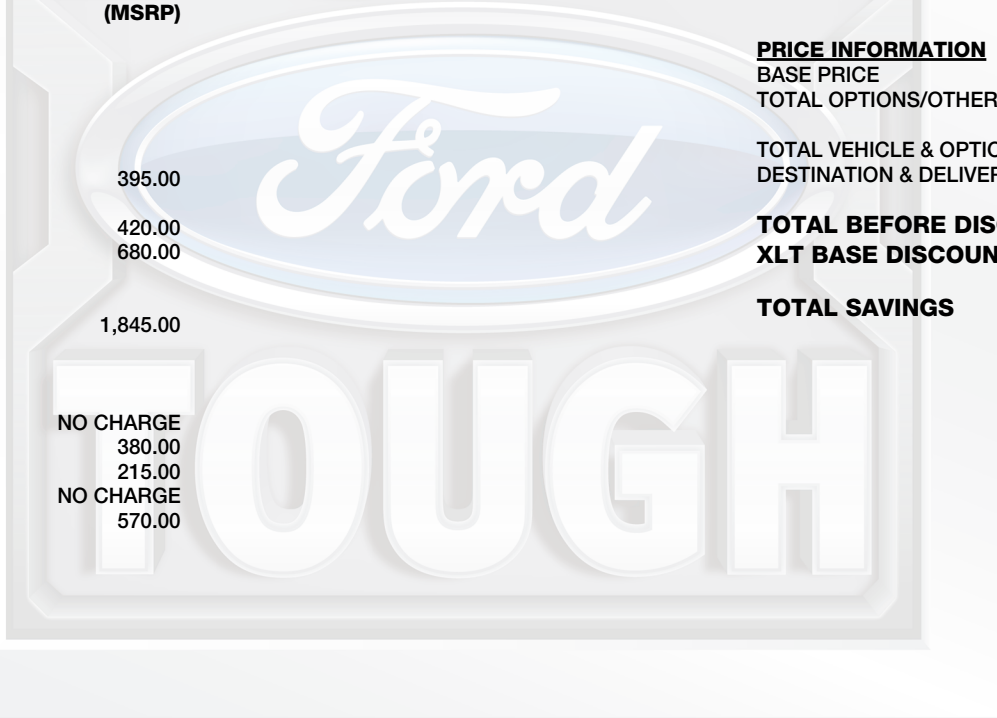 (MSRP)
395.00
420.00
680.00
1,845.00
NO CHARGE
380.00
215.00
NO CHARGE
570.00
PRICE INFORMATION
BASE PRICE
TOTAL OPTIONS/OTHER
TOTAL VEHICLE & OPTIO
DESTINATION & DELIVER
TOTAL BEFORE DIS
XLT BASE DISCOUN
TOTAL SAVINGS
Ford
TOUGH